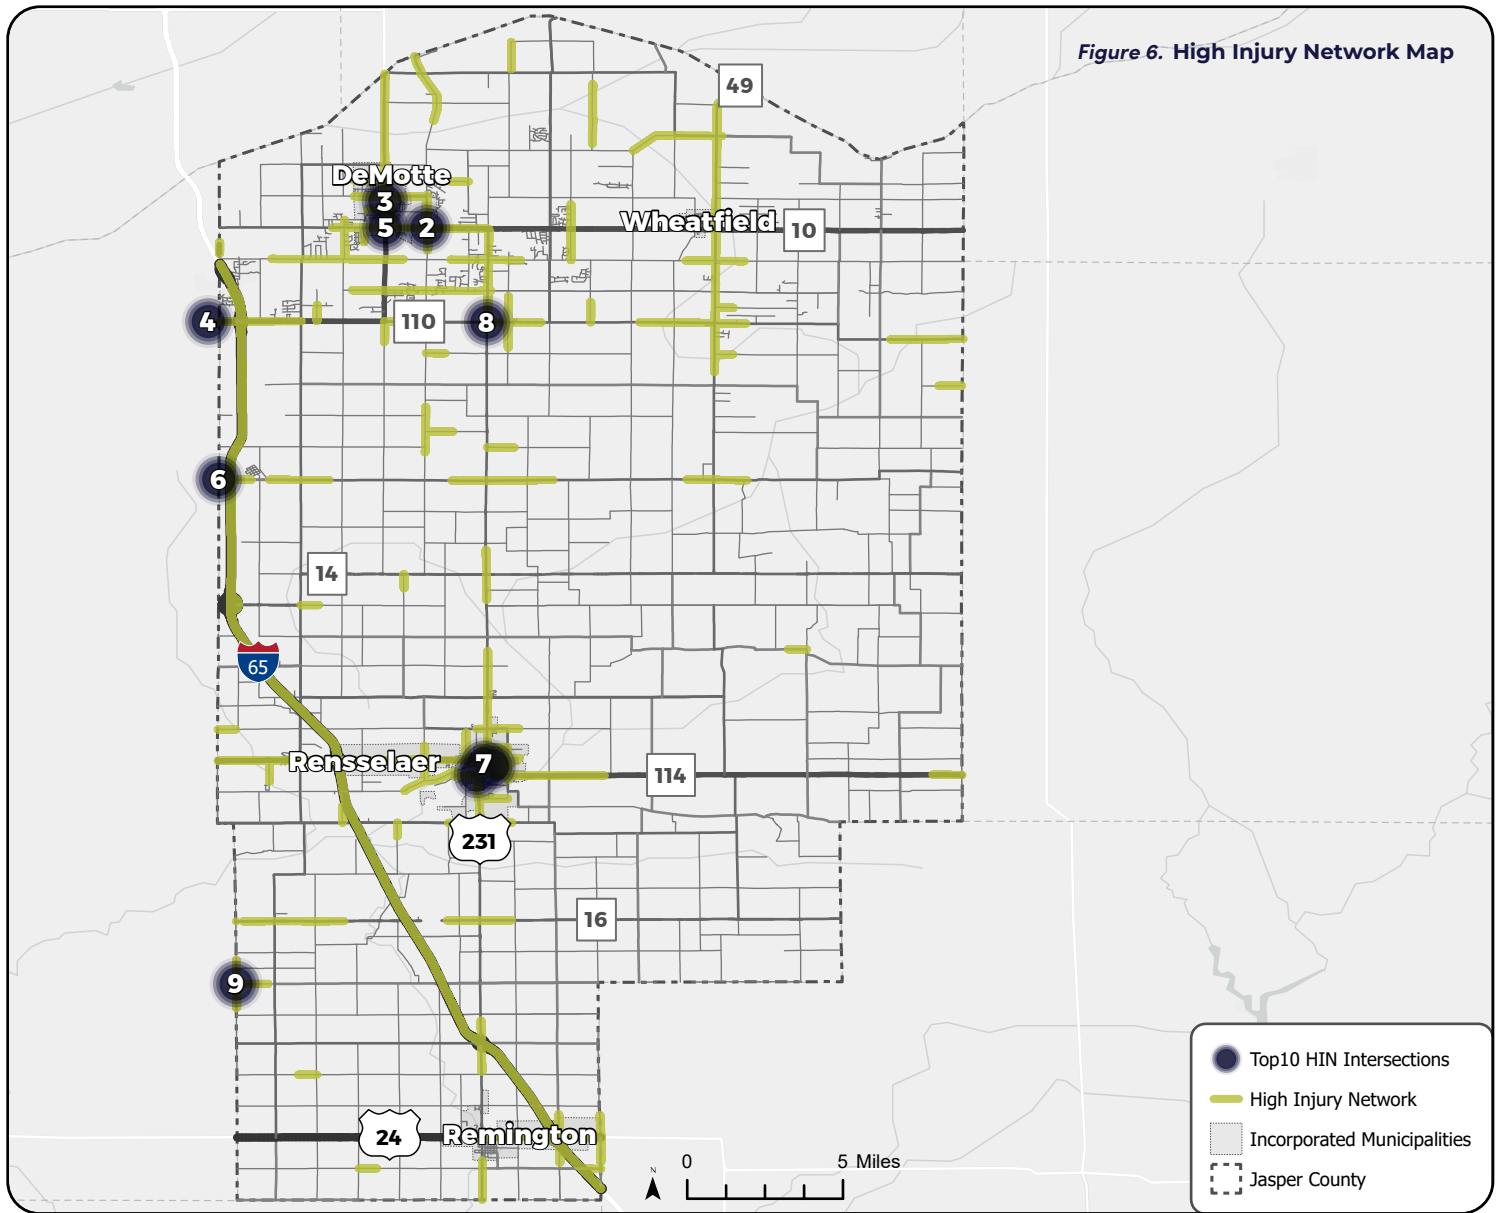 Figure 6. High Injury Network Map
49
DeMotte
3
5
2
Wheatfield
10
4
110
8
6
14
65
Rensselaer
7
114
231
16
9
24
Remington
N
0
5 Miles
Top10 HIN Intersections
High Injury Network
Incorporated Municipalities
Jasper County